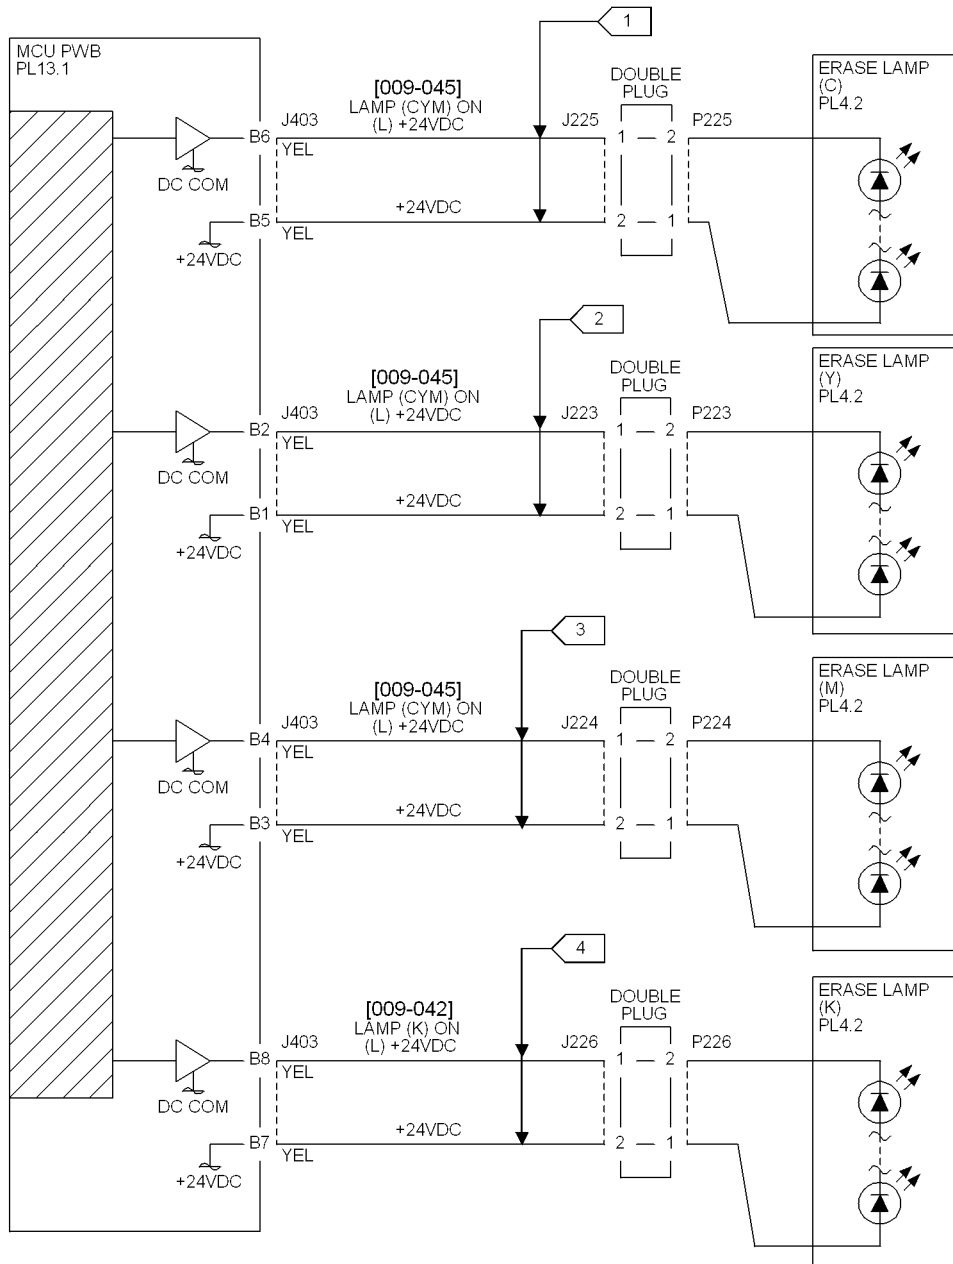 1
MCU PWB
PL13.1
[009-045]
LAMP (CYM) ON
(L) +24VDC
DOUBLE
PLUG
ERASE LAMP
(C)
PL4.2
B6
J403
YEL
J225
1 2
P225
DC COM
+24VDC
B5
YEL
2 1
+24VDC
2
[009-045]
LAMP (CYM) ON
(L) +24VDC
DOUBLE
PLUG
ERASE LAMP
(Y)
PL4.2
B2
J403
YEL
J223
1 2
P223
DC COM
+24VDC
B1
YEL
2 1
+24VDC
3
[009-045]
LAMP (CYM) ON
(L) +24VDC
DOUBLE
PLUG
ERASE LAMP
(M)
PL4.2
B4
J403
YEL
J224
1 2
P224
DC COM
+24VDC
B3
YEL
2 1
+24VDC
4
[009-042]
LAMP (K) ON
(L) +24VDC
DOUBLE
PLUG
ERASE LAMP
(K)
PL4.2
B8
J403
YEL
J226
1 2
P226
DC COM
+24VDC
B7
YEL
2 1
+24VDC